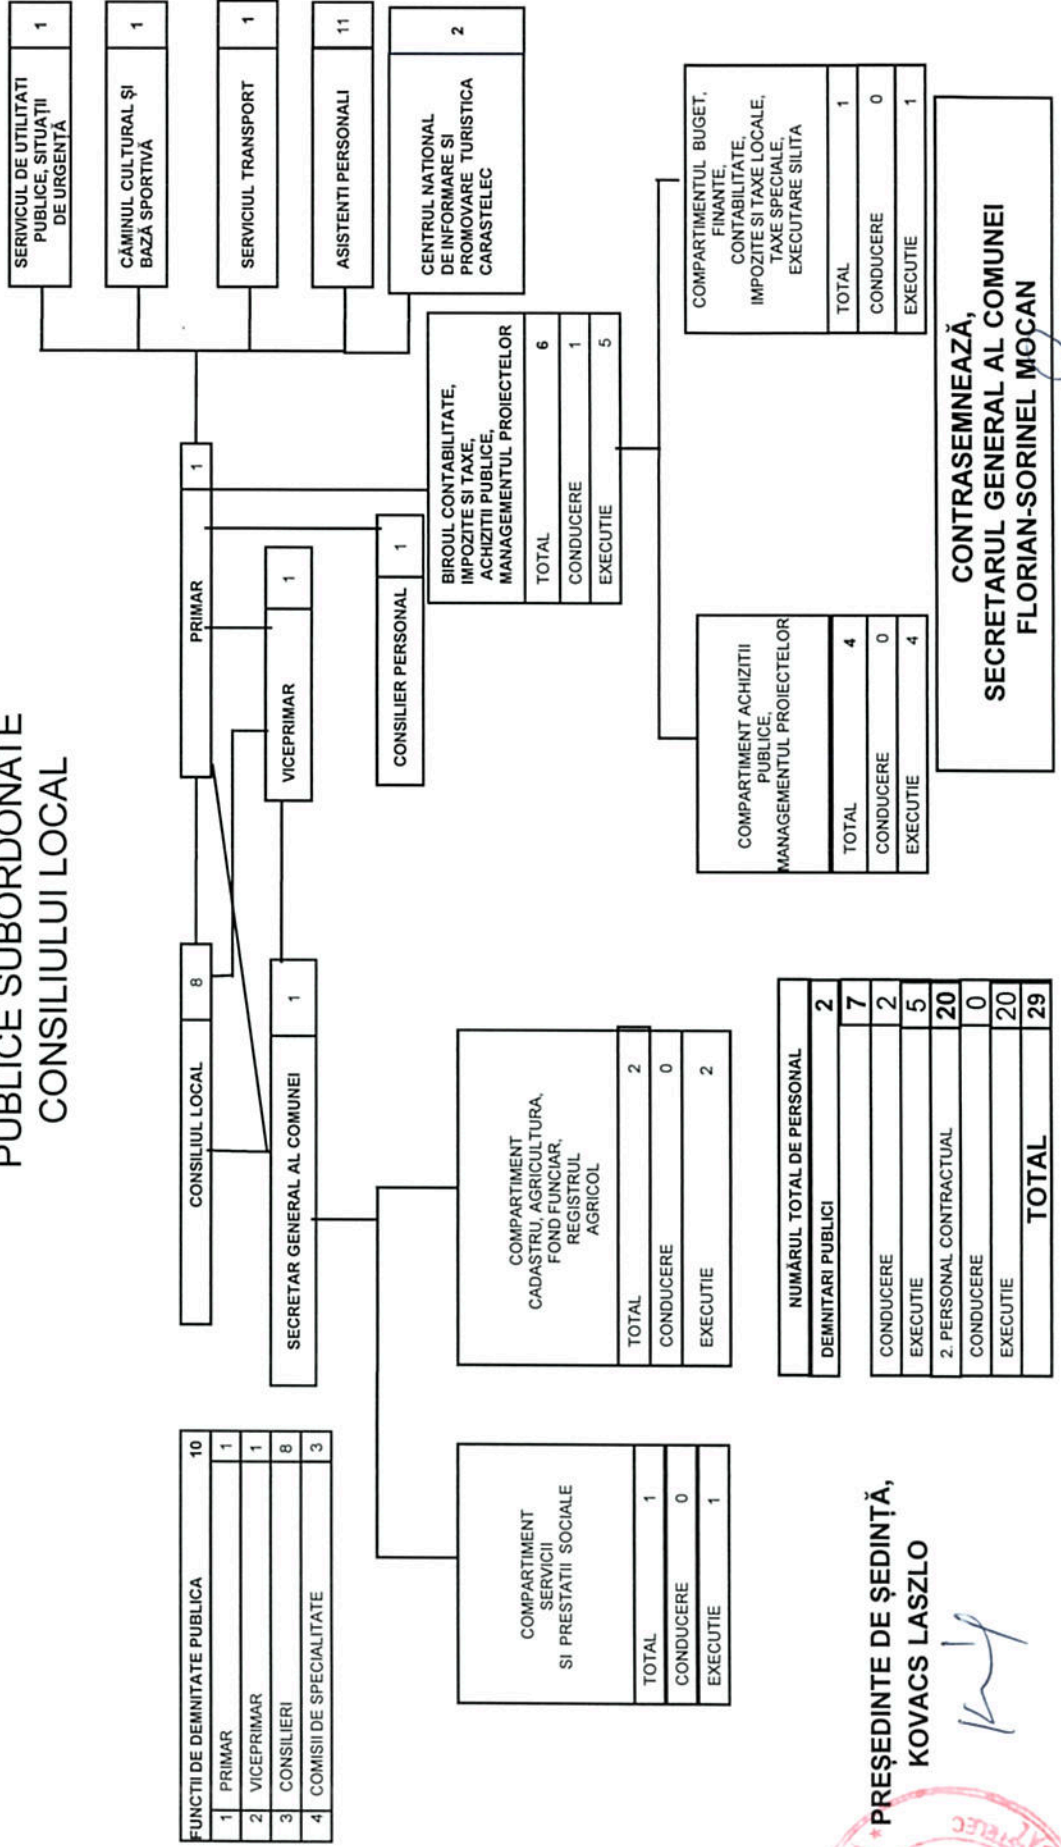 PUBLICE SUBORDONATE
CONSILIULUI LOCAL
FUNCTII DE DEMNITATE PUBLICA 10
1 PRIMAR 1
2 VICEPRIMAR 1
3 CONSILIERI 8
4 COMISII DE SPECIALITATE 3
CONSILIUL LOCAL 8
PRIMAR 1
VICEPRIMAR 1
SECRETAR GENERAL AL COMUNEI 1
CONSILIER PERSONAL 1
SERIVICUL DE UTILITATI
PUBLICE, SITUAȚII
DE URGENȚĂ
1
CĂMINUL CULTURAL ȘI
BAZĂ SPORTIVĂ
1
SERVICIUL TRANSPORT 1
ASISTENTI PERSONALI 11
CENTRUL NATIONAL
DE INFORMARE SI
PROMOVARE TURISTICA
CARASTELEC
2
BIROUL CONTABILITATE,
IMPOZITE SI TAXE,
ACHIZITII PUBLICE,
MANAGEMENTUL PROIECTELOR
TOTAL 6
CONDUCERE 1
EXECUTIE 5
COMPARTIMENT
SERVICII
SI PRESTATII SOCIALE
TOTAL 1
CONDUCERE 0
EXECUTIE 1
COMPARTIMENT
CADASTRU, AGRICULTURA,
FOND FUNCIAR,
REGISTRUL
AGRICOL
TOTAL 2
CONDUCERE 0
EXECUTIE 2
COMPARTIMENT ACHIZITII
PUBLICE,
MANAGEMENTUL PROIECTELOR
TOTAL 4
CONDUCERE 0
EXECUTIE 4
COMPARTIMENTUL BUGET,
FINANTE,
CONTABILITATE,
IMPOZITE SI TAXE LOCALE,
TAXE SPECIALE,
EXECUTARE SILITA
TOTAL 1
CONDUCERE 0
EXECUTIE 1
NUMĂRUL TOTAL DE PERSONAL
DEMNITARI PUBLICI 2
7
CONDUCERE 2
EXECUTIE 5
2. PERSONAL CONTRACTUAL 20
CONDUCERE 0
EXECUTIE 20
TOTAL 29
PREȘEDINTE DE ȘEDINȚĂ,
KOVACS LASZLO
CONTRASEMNEAZĂ,
SECRETARUL GENERAL AL COMUNEI
FLORIAN-SORINEL MOCAN